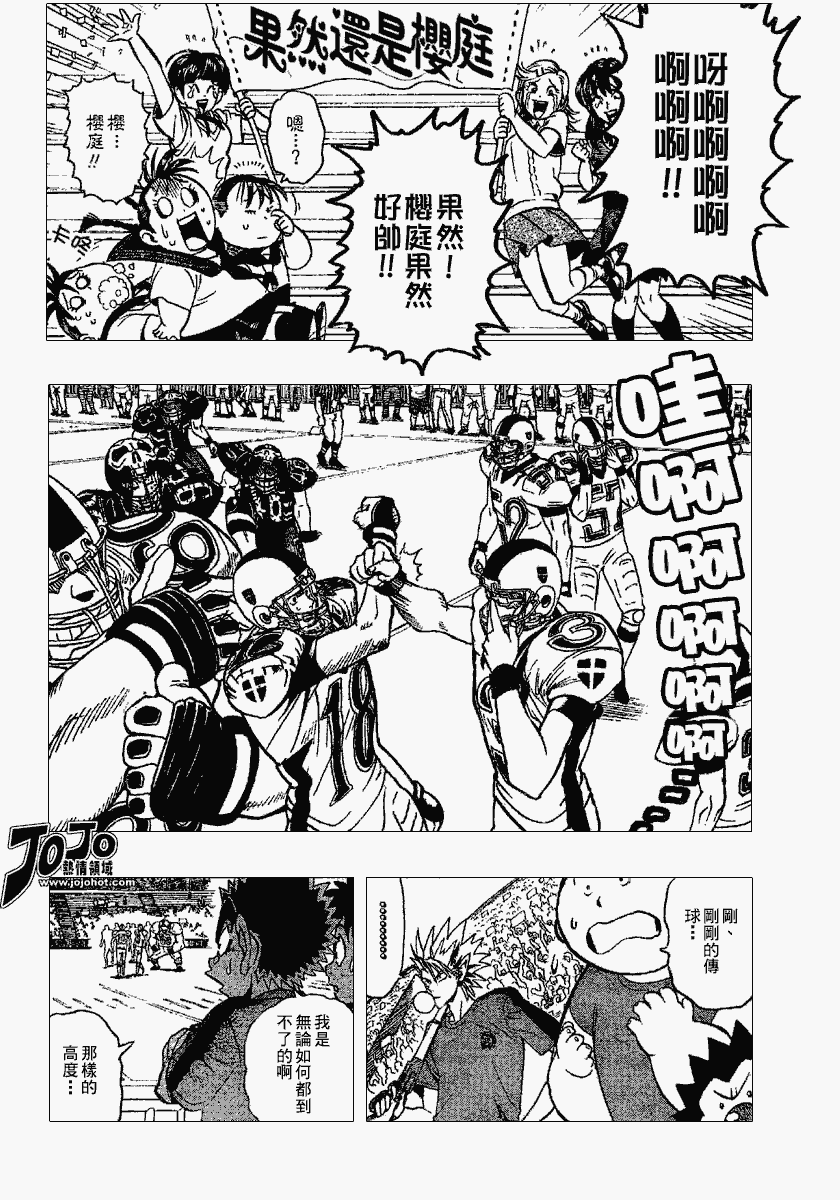 果然還是櫻庭
呀啊啊啊啊
啊啊啊!!
嗯…?
櫻…
櫻庭!!
果然!
櫻庭果然
好帥!!
哇啊啊啊啊啊
18
剛、
剛剛的傳
球…
………
我是
無論如何都到
不了的啊
那樣的
高度…
JOJO
熱情領域
www.jojohot.com